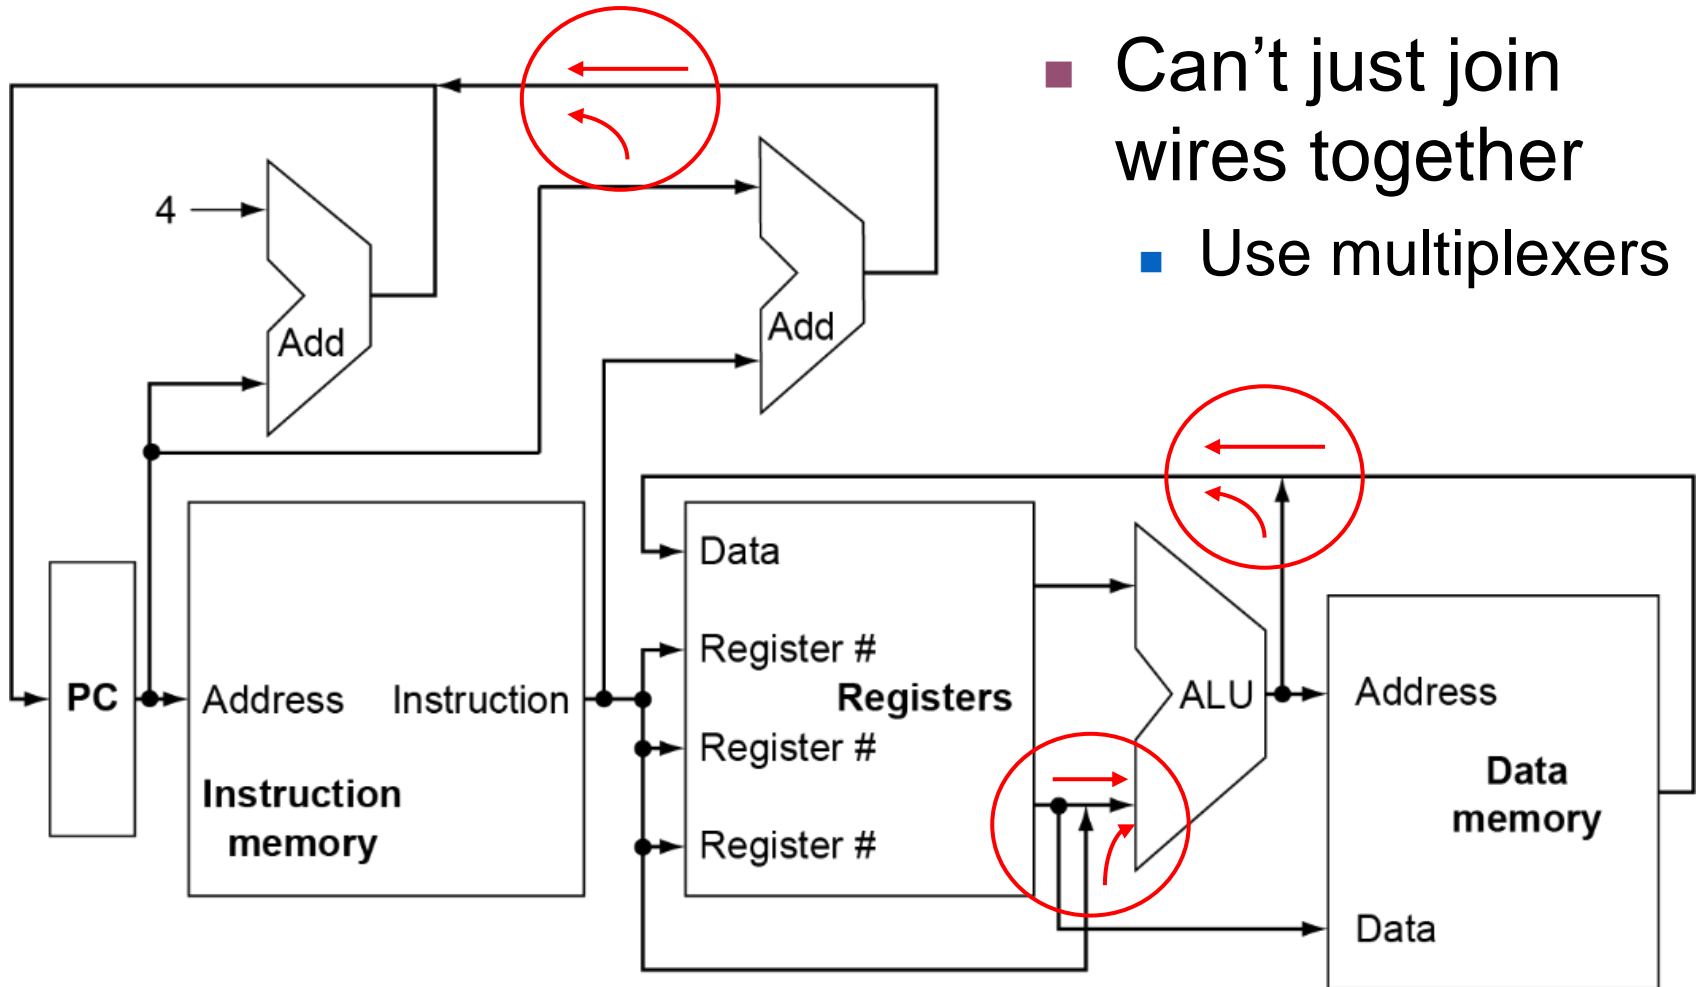 ■ Can’t just join
wires together
■ Use multiplexers
4
Add
Add
PC
Address
Instruction
Instruction
memory
Data
Register #
Registers
Register #
Register #
ALU
Address
Data
memory
Data